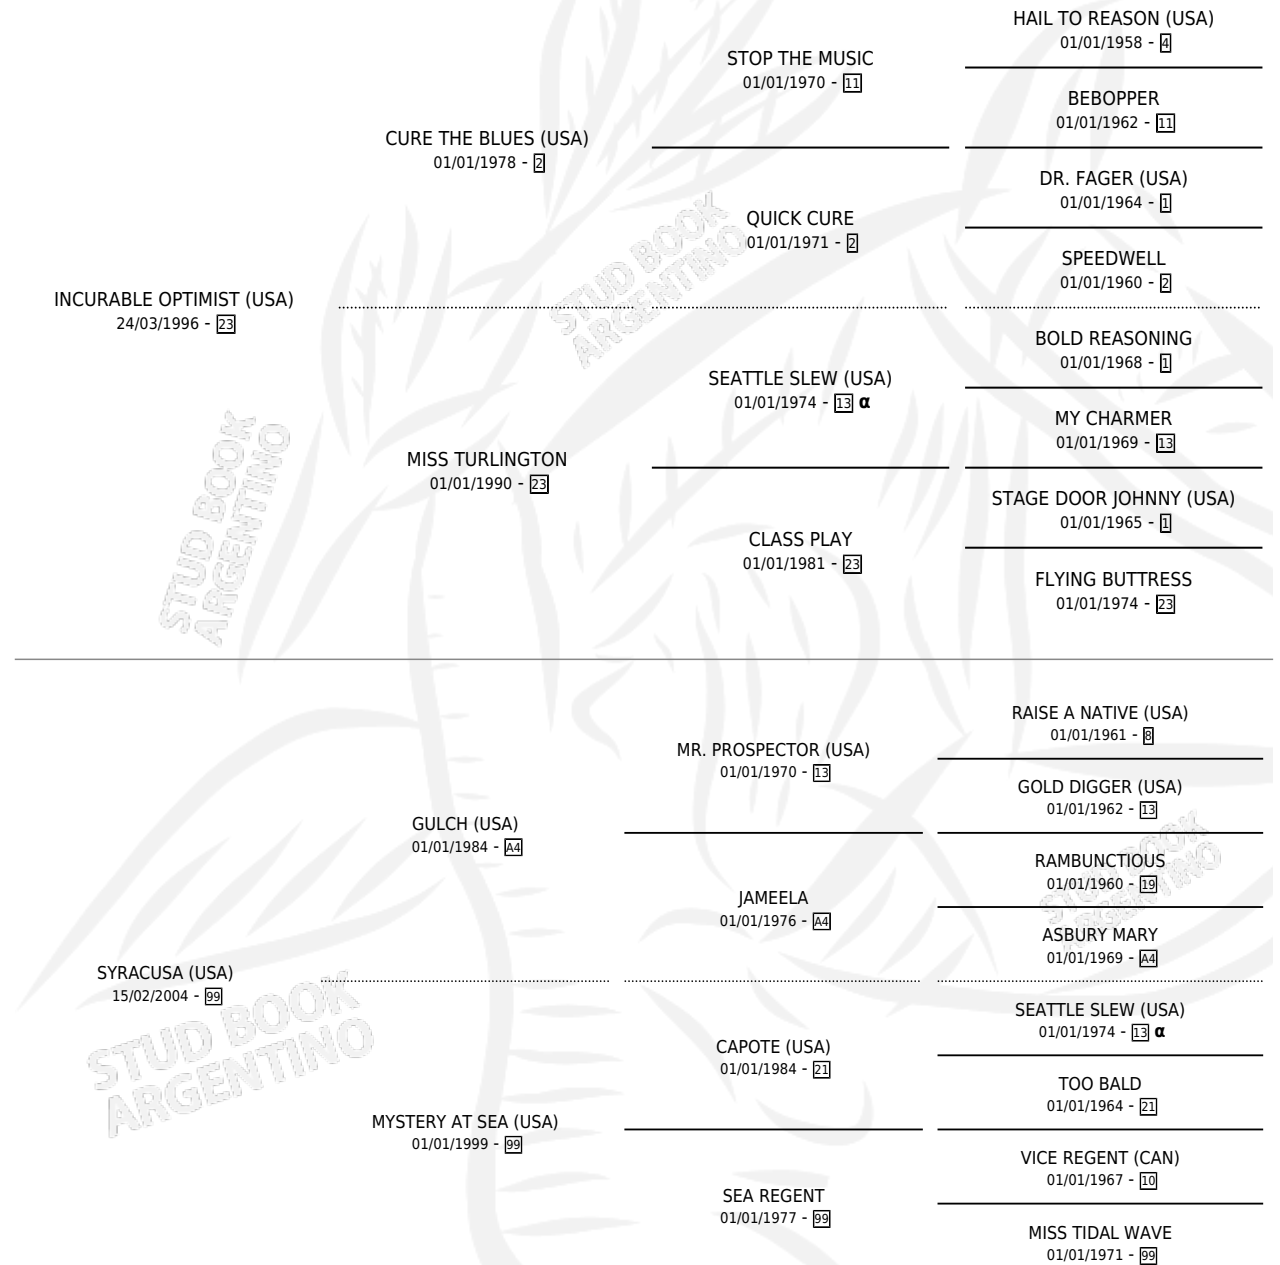 HAIL TO REASON (USA)
01/01/1958 - 4
STOP THE MUSIC
01/01/1970 - 11
BEBOPPER
01/01/1962 - 11
CURE THE BLUES (USA)
01/01/1978 - 2
DR. FAGER (USA)
01/01/1964 - 1
QUICK CURE
01/01/1971 - 2
SPEEDWELL
01/01/1960 - 2
INCURABLE OPTIMIST (USA)
24/03/1996 - 23
BOLD REASONING
01/01/1968 - 1
SEATTLE SLEW (USA)
01/01/1974 - 13 α
MY CHARMER
01/01/1969 - 13
MISS TURLINGTON
01/01/1990 - 23
STAGE DOOR JOHNNY (USA)
01/01/1965 - 1
CLASS PLAY
01/01/1981 - 23
FLYING BUTTRESS
01/01/1974 - 23
RAISE A NATIVE (USA)
01/01/1961 - 8
MR. PROSPECTOR (USA)
01/01/1970 - 13
GOLD DIGGER (USA)
01/01/1962 - 13
GULCH (USA)
01/01/1984 - A4
RAMBUNCTIOUS
01/01/1960 - 19
JAMEELA
01/01/1976 - A4
ASBURY MARY
01/01/1969 - A4
SYRACUSA (USA)
15/02/2004 - 99
SEATTLE SLEW (USA)
01/01/1974 - 13 α
CAPOTE (USA)
01/01/1984 - 21
TOO BALD
01/01/1964 - 21
MYSTERY AT SEA (USA)
01/01/1999 - 99
VICE REGENT (CAN)
01/01/1967 - 10
SEA REGENT
01/01/1977 - 99
MISS TIDAL WAVE
01/01/1971 - 99
STUD BOOK
ARGENTINO
STUD BOOK
ARGENTINO
STUD BOOK
ARGENTINO
STUD BOOK
ARGENTINO